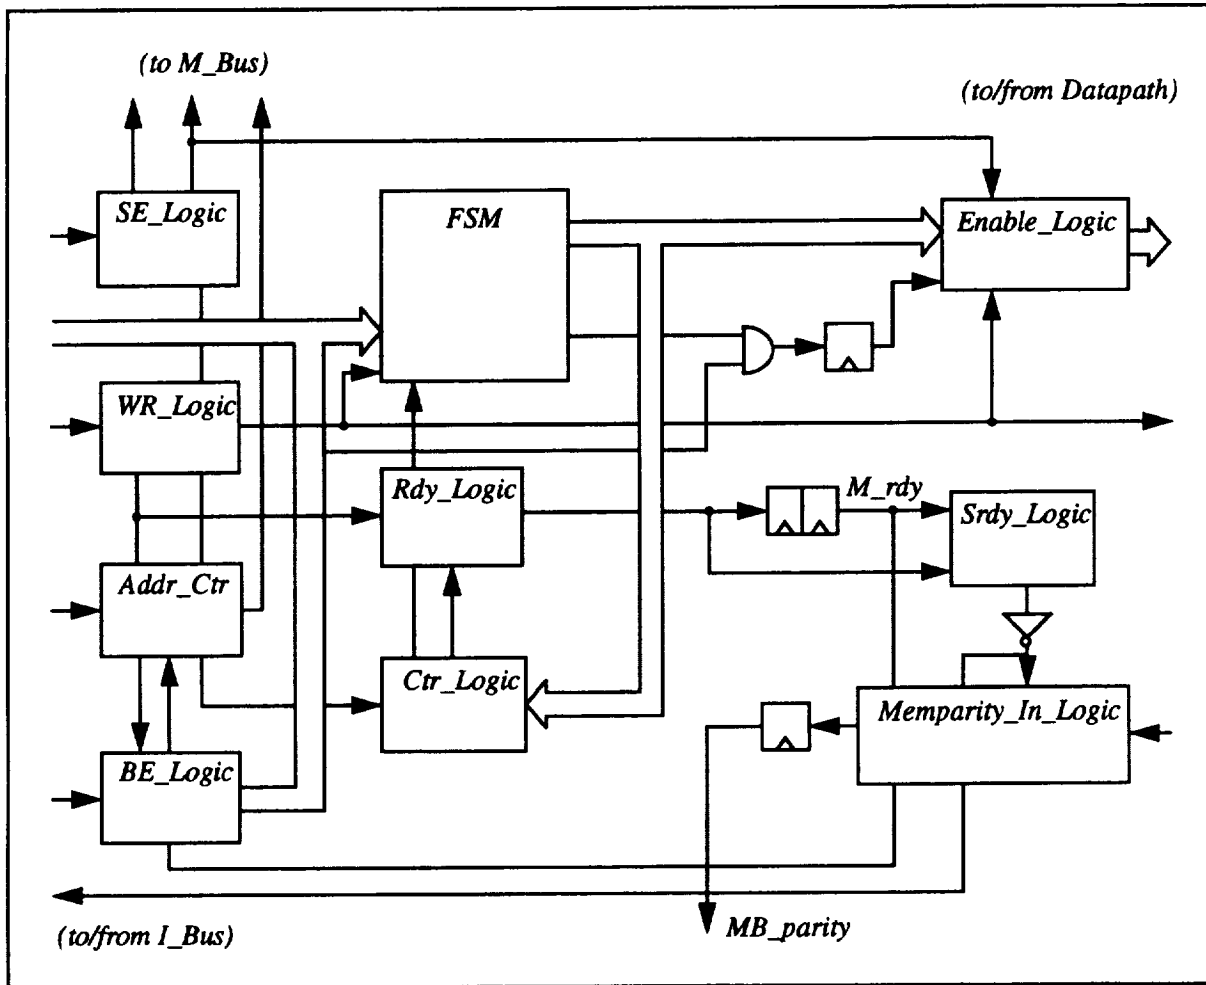 (to M_Bus)
(to/from Datapath)
SE_Logic
FSM
Enable_Logic
WR_Logic
Rdy_Logic
M_rdy
Srdy_Logic
Addr_Ctr
Ctr_Logic
Memparity_In_Logic
BE_Logic
(to/from I_Bus)
MB_parity